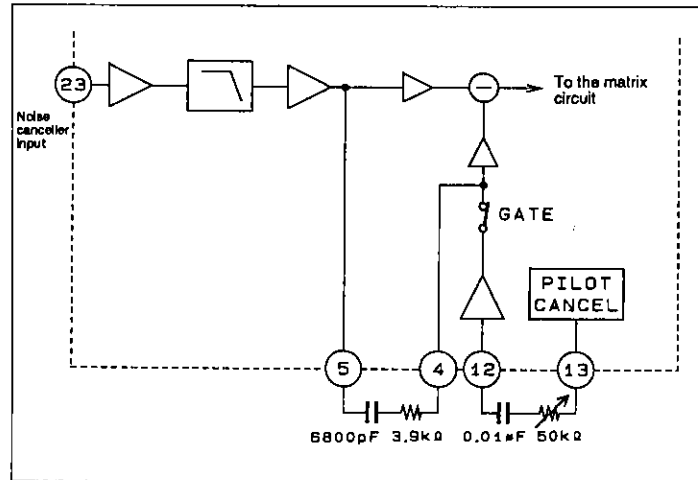 23
To the matrix
circuit
Noise
canceller
input
GATE
PILOT
CANCEL
5
4
12
13
6800pF 3.9kΩ 0.01μF 50kΩ